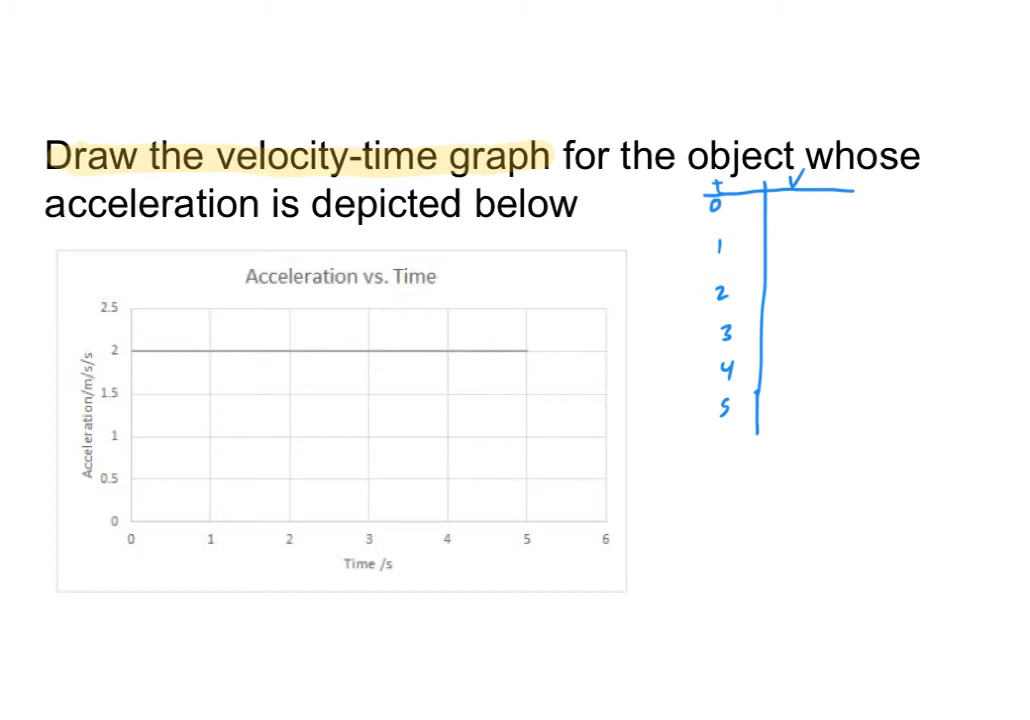 Draw the velocity-time graph for the object whose
acceleration is depicted below
t v
0
1
2
3
4
5
Acceleration vs. Time
2.5
2
1.5
1
0.5
0
Acceleration/m/s/s
0 1 2 3 4 5 6
Time /s